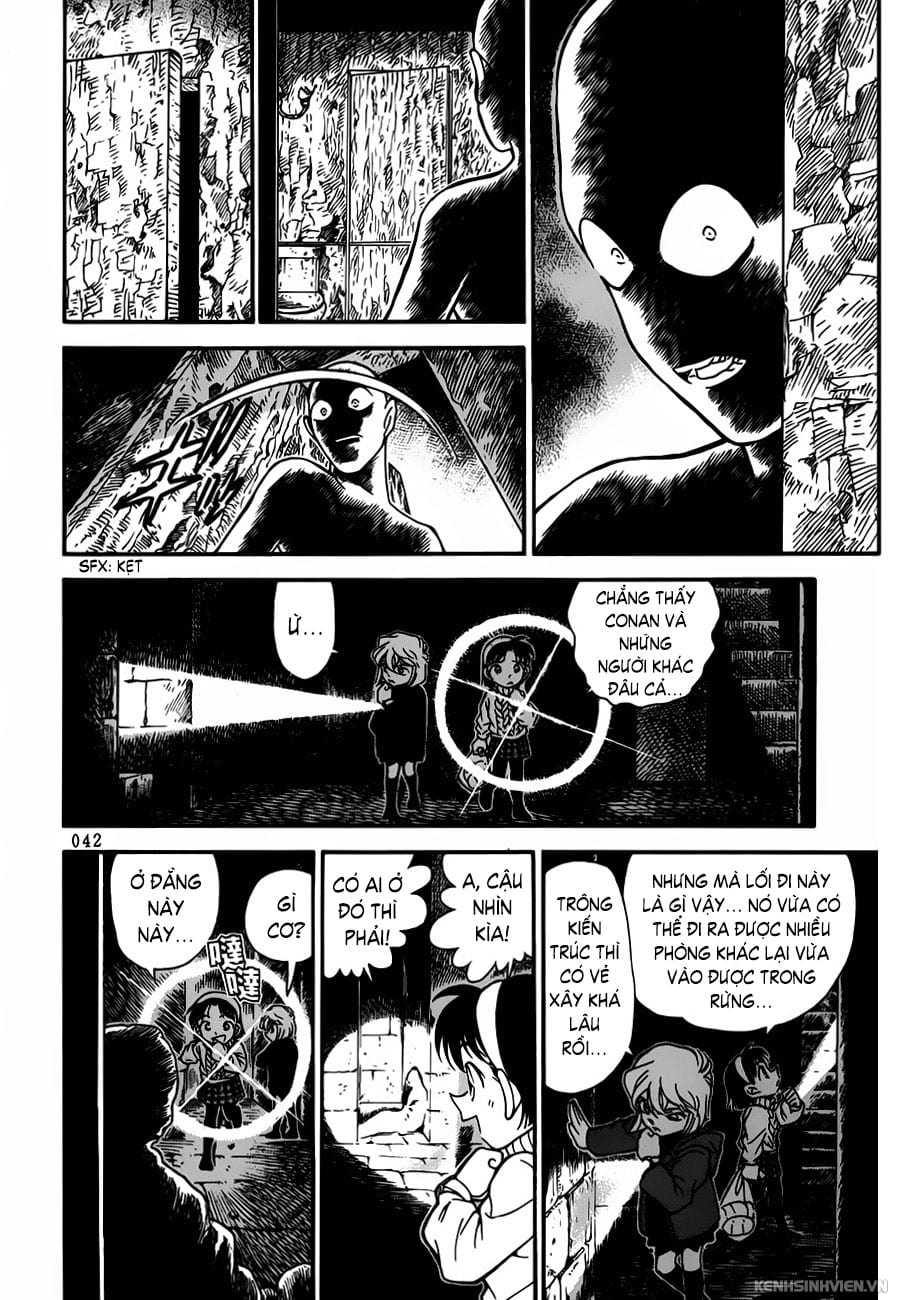 SFX: KẸT
CHẲNG THẤY
CONAN VÀ
NHỮNG
NGƯỜI KHÁC
ĐÂU CẢ...
Ừ...
042
NHƯNG MÀ LỐI ĐI NÀY
LÀ GÌ VẬY... NÓ VỪA CÓ
THỂ ĐI RA ĐƯỢC NHIỀU
PHÒNG KHÁC LẠI VỪA
VÀO ĐƯỢC TRONG
RỪNG...
TRÔNG
KIẾN
TRÚC THÌ
CÓ VẺ
XÂY KHÁ
LÂU
RỒI...
A, CẬU
NHÌN
KÌA!
CÓ AI Ở
ĐÓ THÌ
PHẢI!
GÌ
CƠ?
Ở ĐẰNG
NÀY
NÀY...
噠
噠
KENHSINHVIEN.VN